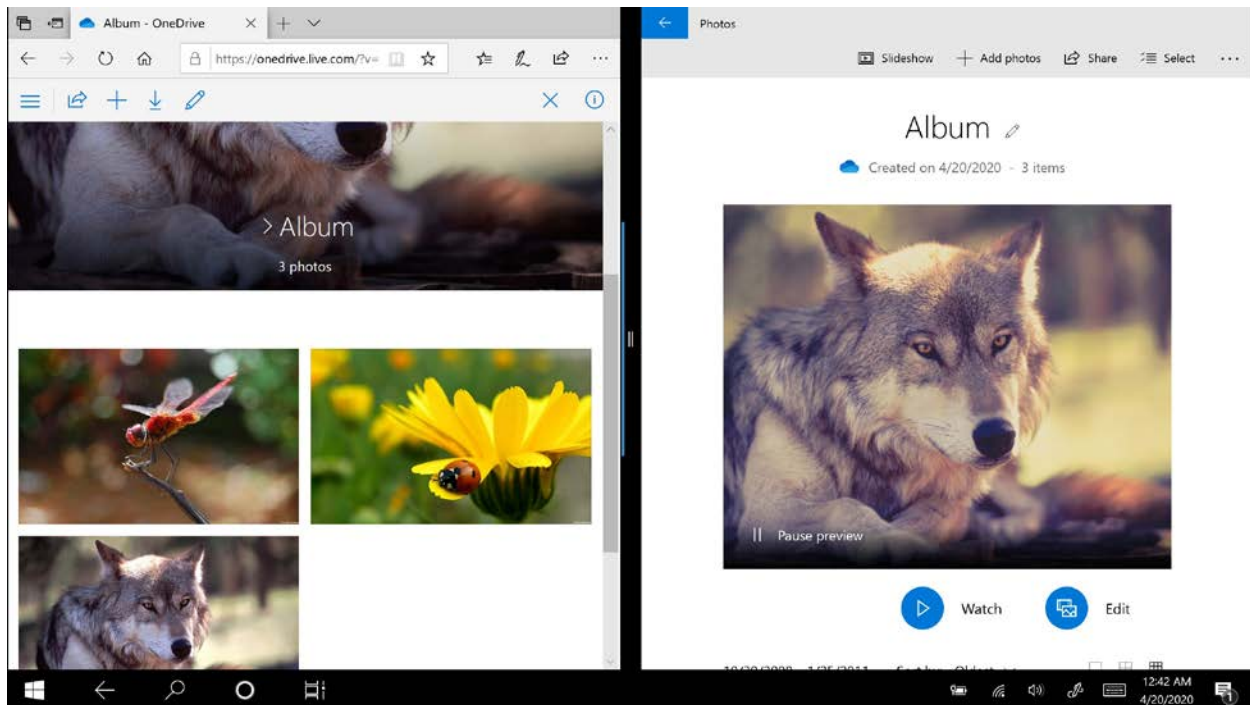 Album - OneDrive
https://onedrive.live.com/?v=
> Album
3 photos
Photos
Slideshow
Add photos
Share
Select
Album
Created on 4/20/2020 - 3 items
Pause preview
Watch
Edit
12:42 AM
4/20/2020
1